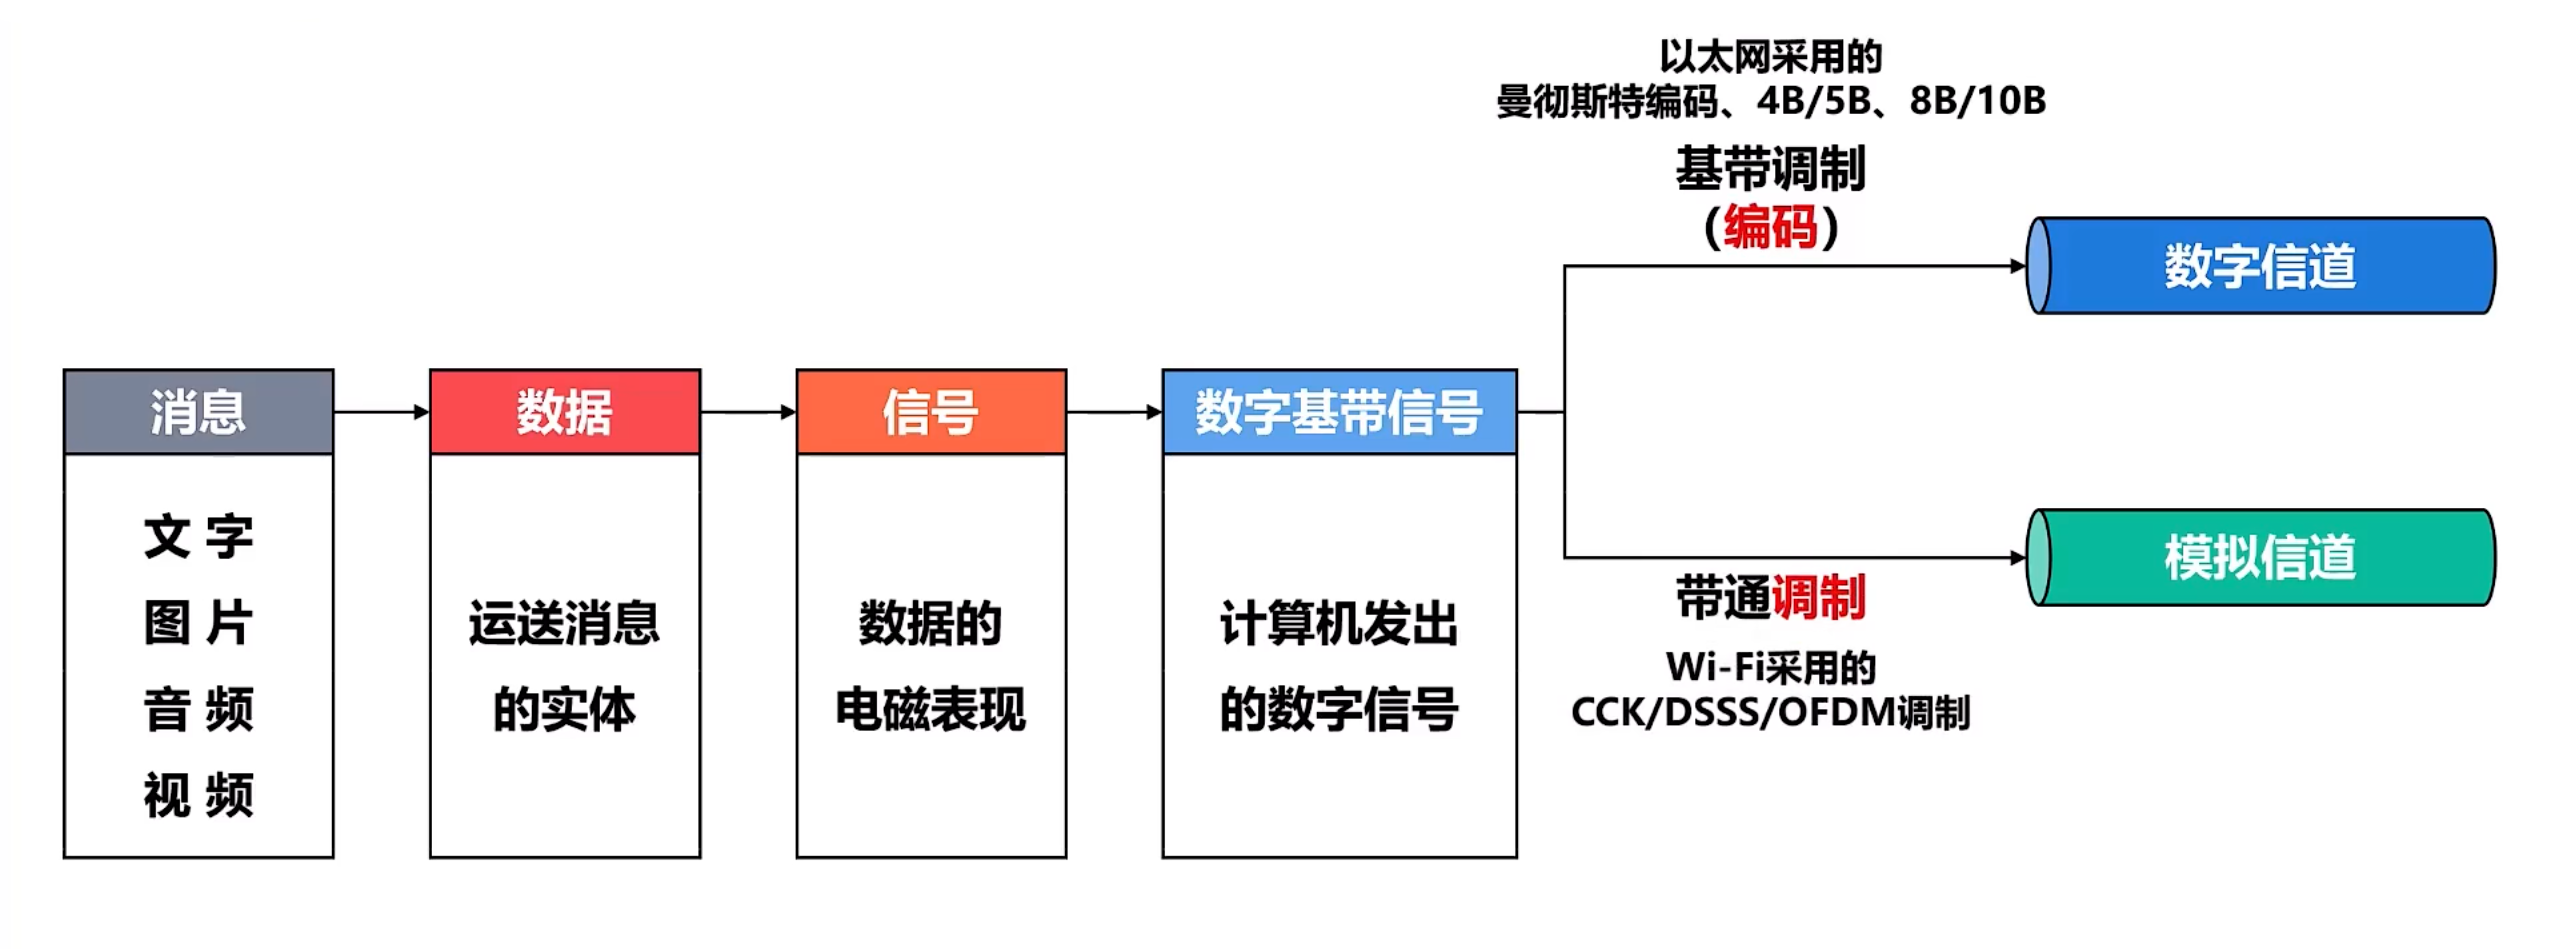 以太网采用的
曼彻斯特编码、4B/5B、8B/10B
基带调制
（编码）
数字信道
消息
数据
信号
数字基带信号
文 字
图 片
音 频
视 频
运送消息
的实体
数据的
电磁表现
计算机发出
的数字信号
模拟信道
带通调制
Wi-Fi采用的
CCK/DSSS/OFDM调制